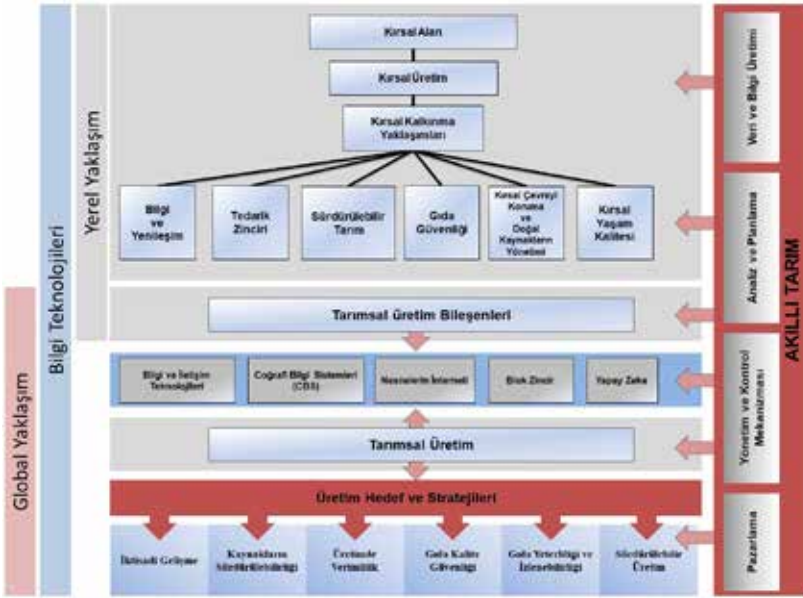 Global Yaklaşım
Bilgi Teknolojileri
Yerel Yaklaşım
Kırsal Alan
Kırsal Üretim
Kırsal Kalkınma
Yaklaşımları
Bilgi
ve
Yenileşim
Tedarik
Zinciri
Sürdürülebilir
Tarım
Gıda
Güvenliği
Kırsal Çevreyi
Koruma
ve
Doğal
Kaynakların
Yönetimi
Kırsal
Yaşam
Kalitesi
Tarımsal üretim Bileşenleri
Bilgi ve İletişim
Teknolojileri
Coğrafi Bilgi Sistemleri
(CBS)
Nesnelerin İnterneti
Blok Zincir
Yapay Zeka
Tarımsal Üretim
Üretim Hedef ve Stratejileri
İktisadi Gelişme
Kaynakların
Sürdürülebilirliği
Üretimde
Verimlilik
Gıda Kalite
Güvenliği
Gıda Yeterliliği ve
İzlenebilirliği
Sürdürülebilir
Üretim
Veri ve Bilgi Üretimi
Analiz ve Planlama
Yönetim ve Kontrol
Mekanizması
Pazarlama
AKILLI TARIM